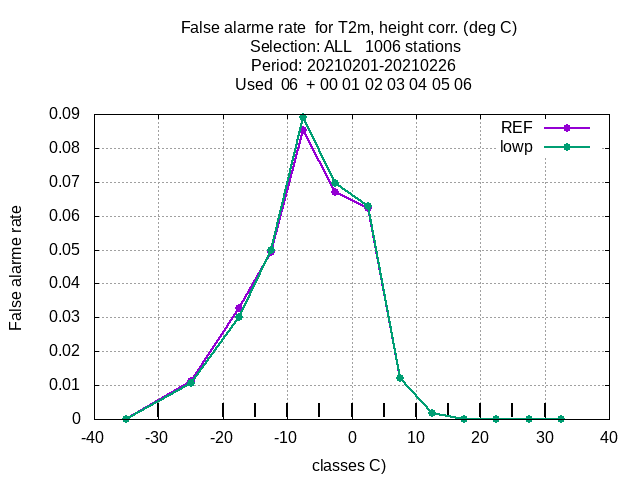 False alarme rate  for T2m, height corr. (deg C)
Selection: ALL   1006 stations
Period: 20210201-20210226
Used  06  + 00 01 02 03 04 05 06
REF
lowp
0.09
0.08
0.07
0.06
0.05
0.04
0.03
0.02
0.01
0
False alarme rate
-40 -30 -20 -10 0 10 20 30 40
classes C)